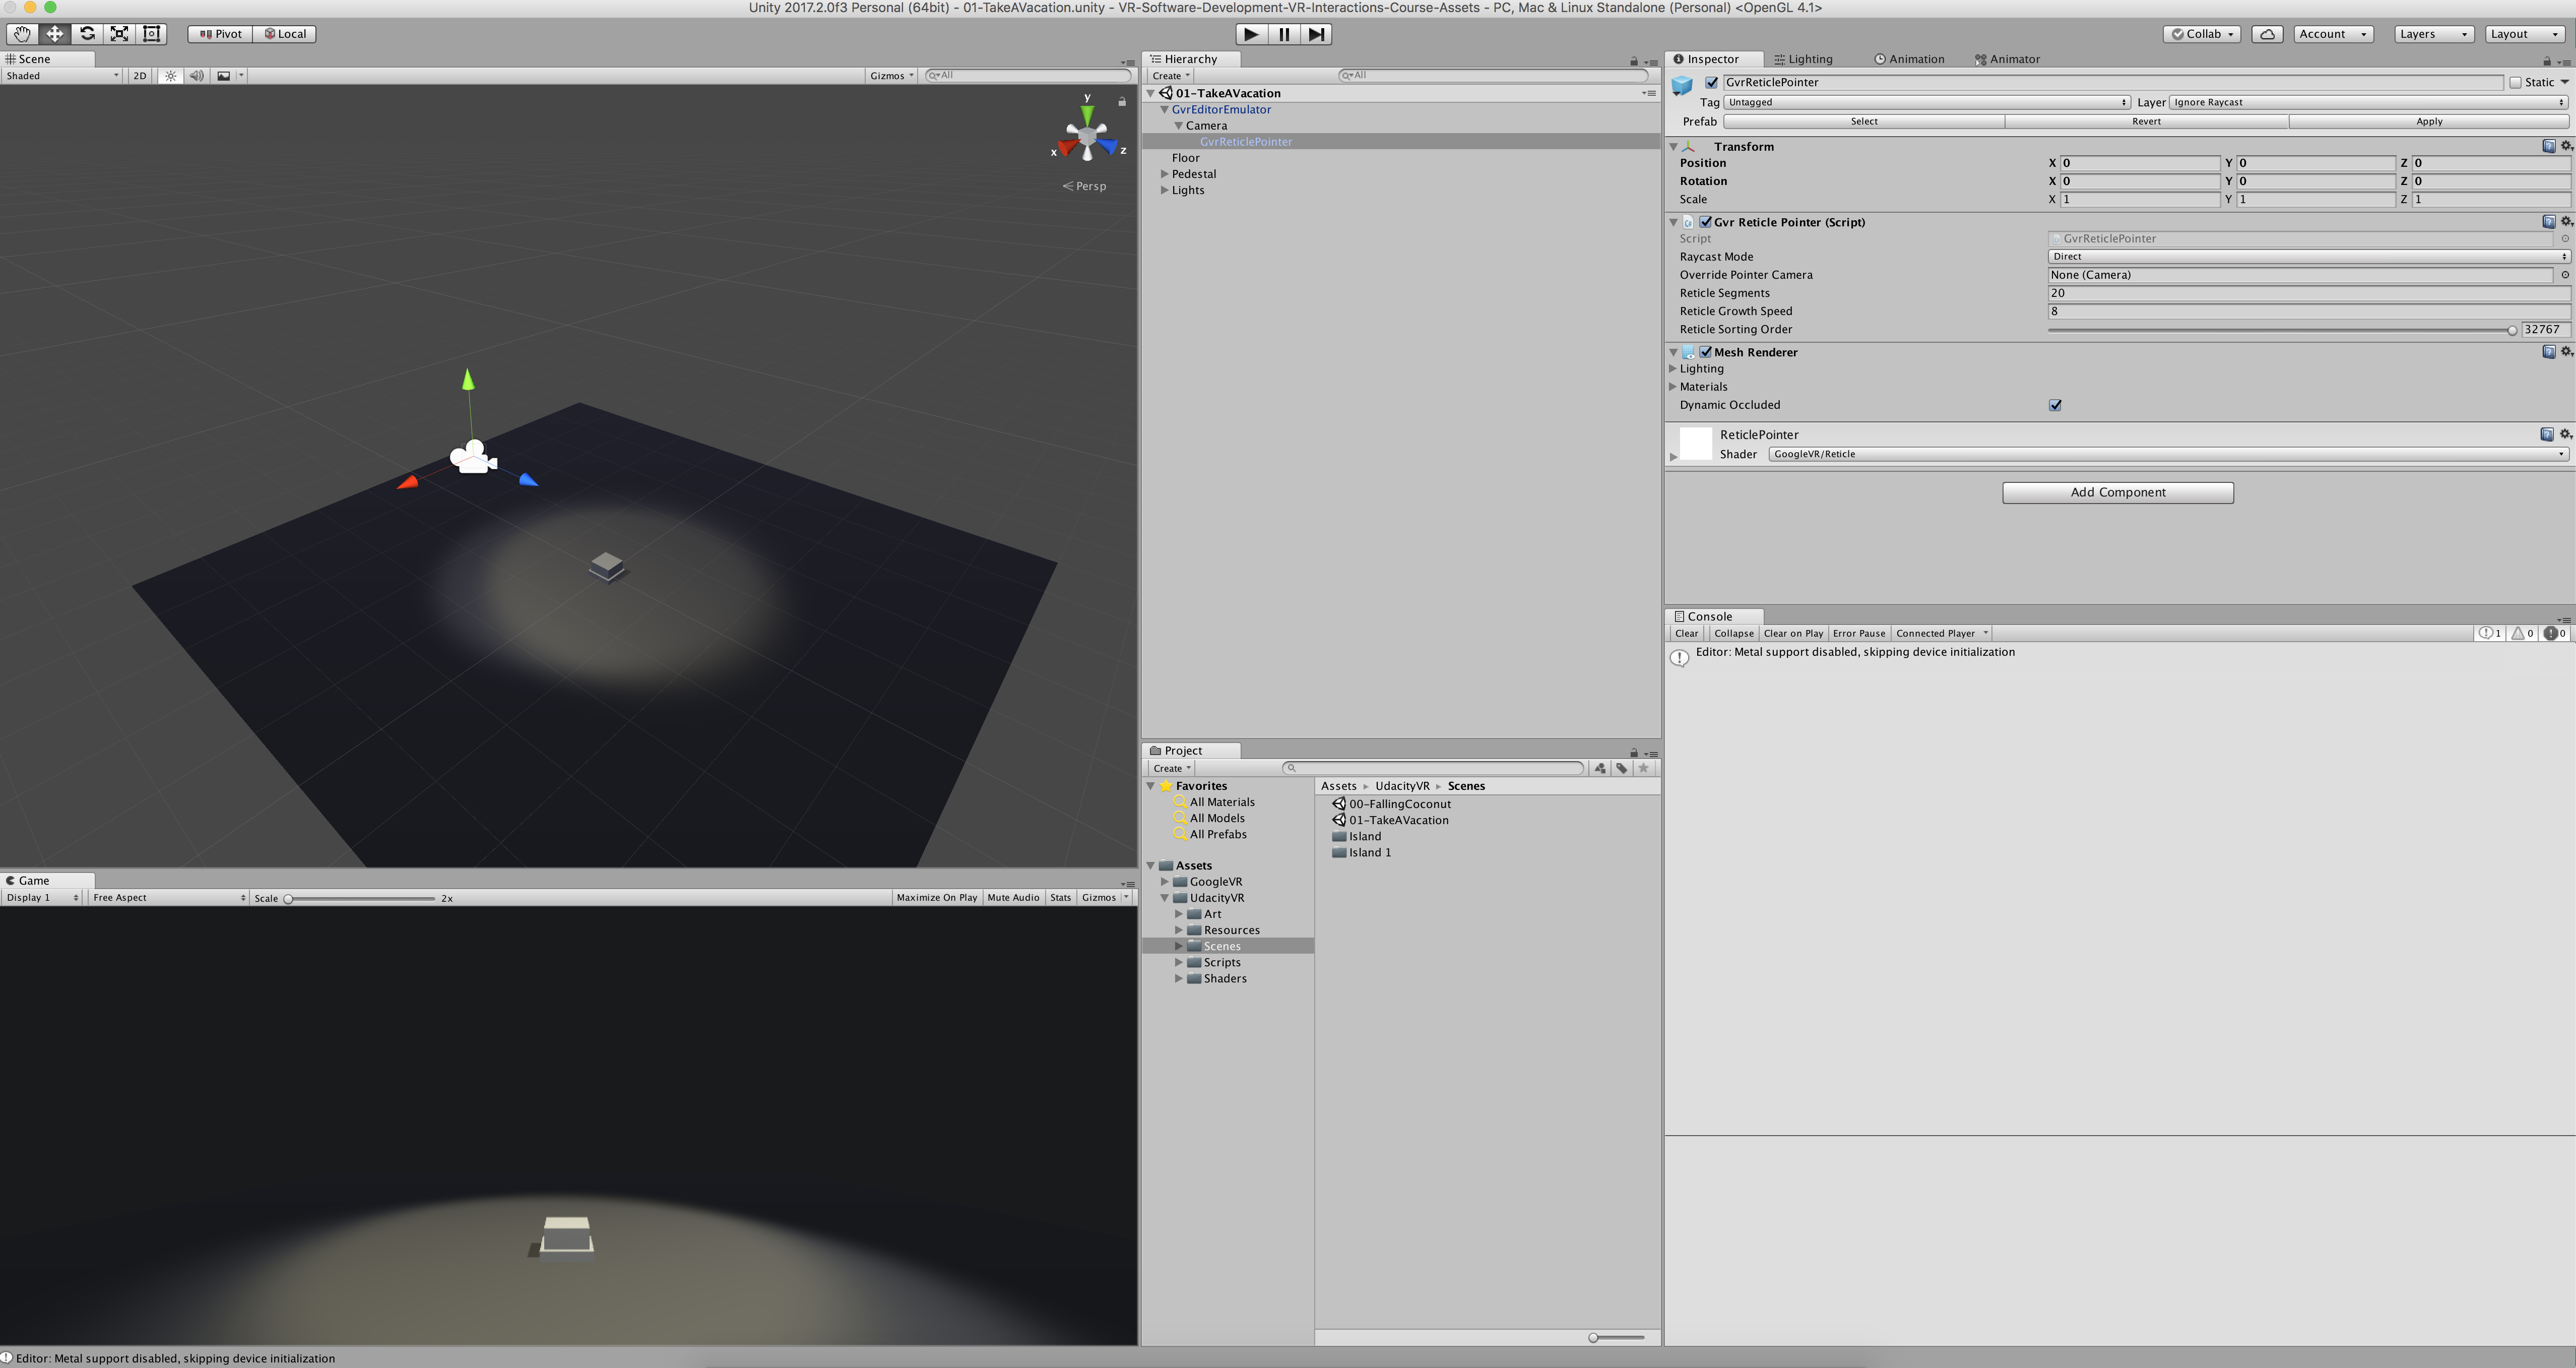 Unity 2017.2.0f3 Personal (64bit) - 01-TakeAVacation.unity - VR-Software-Development-VR-Interactions-Course-Assets - PC, Mac & Linux Standalone (Personal) <OpenGL 4.1>
Pivot Local
Collab Account Layers Layout
Scene
Shaded 2D Gizmos All
y
x z
Persp
Game
Display 1 Free Aspect Scale 2x Maximize On Play Mute Audio Stats Gizmos
Hierarchy
Create All
01-TakeAVacation
GvrEditorEmulator
Camera
GvrReticlePointer
Floor
Pedestal
Lights
Project
Create
Favorites
All Materials
All Models
All Prefabs
Assets
GoogleVR
UdacityVR
Art
Resources
Scenes
Scripts
Shaders
Assets UdacityVR Scenes
00-FallingCoconut
01-TakeAVacation
Island
Island 1
Inspector Lighting Animation Animator
GvrReticlePointer Static
Tag Untagged Layer Ignore Raycast
Prefab Select Revert Apply
Transform
Position X 0 Y 0 Z 0
Rotation X 0 Y 0 Z 0
Scale X 1 Y 1 Z 1
Gvr Reticle Pointer (Script)
Script GvrReticlePointer
Raycast Mode Direct
Override Pointer Camera None (Camera)
Reticle Segments 20
Reticle Growth Speed 8
Reticle Sorting Order 32767
Mesh Renderer
Lighting
Materials
Dynamic Occluded
ReticlePointer
Shader GoogleVR/Reticle
Add Component
Console
Clear Collapse Clear on Play Error Pause Connected Player 1 0 0
Editor: Metal support disabled, skipping device initialization
Editor: Metal support disabled, skipping device initialization